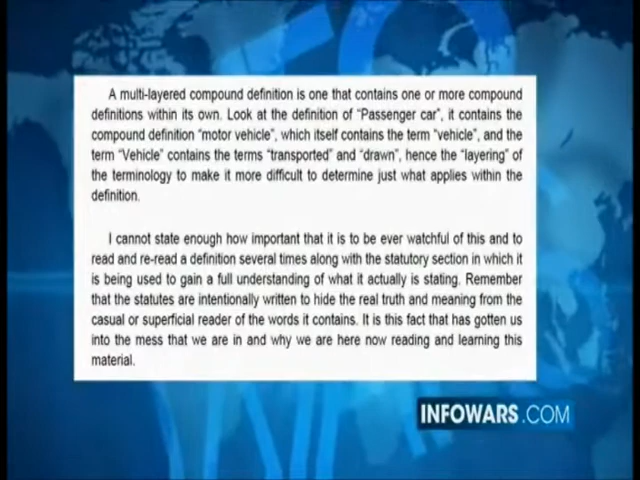 A multi-layered compound definition is one that contains one or more compound
definitions within its own. Look at the definition of “Passenger car”, it contains the
compound definition “motor vehicle”, which itself contains the term “vehicle”, and the
term “Vehicle” contains the terms “transported” and “drawn”, hence the “layering” of
the terminology to make it more difficult to determine just what applies within the
definition.
I cannot state enough how important that it is to be ever watchful of this and to
read and re-read a definition several times along with the statutory section in which it
is being used to gain a full understanding of what it actually is stating. Remember
that the statutes are intentionally written to hide the real truth and meaning from the
casual or superficial reader of the words it contains. It is this fact that has gotten us
into the mess that we are in and why we are here now reading and learning this
material.
INFOWARS.COM